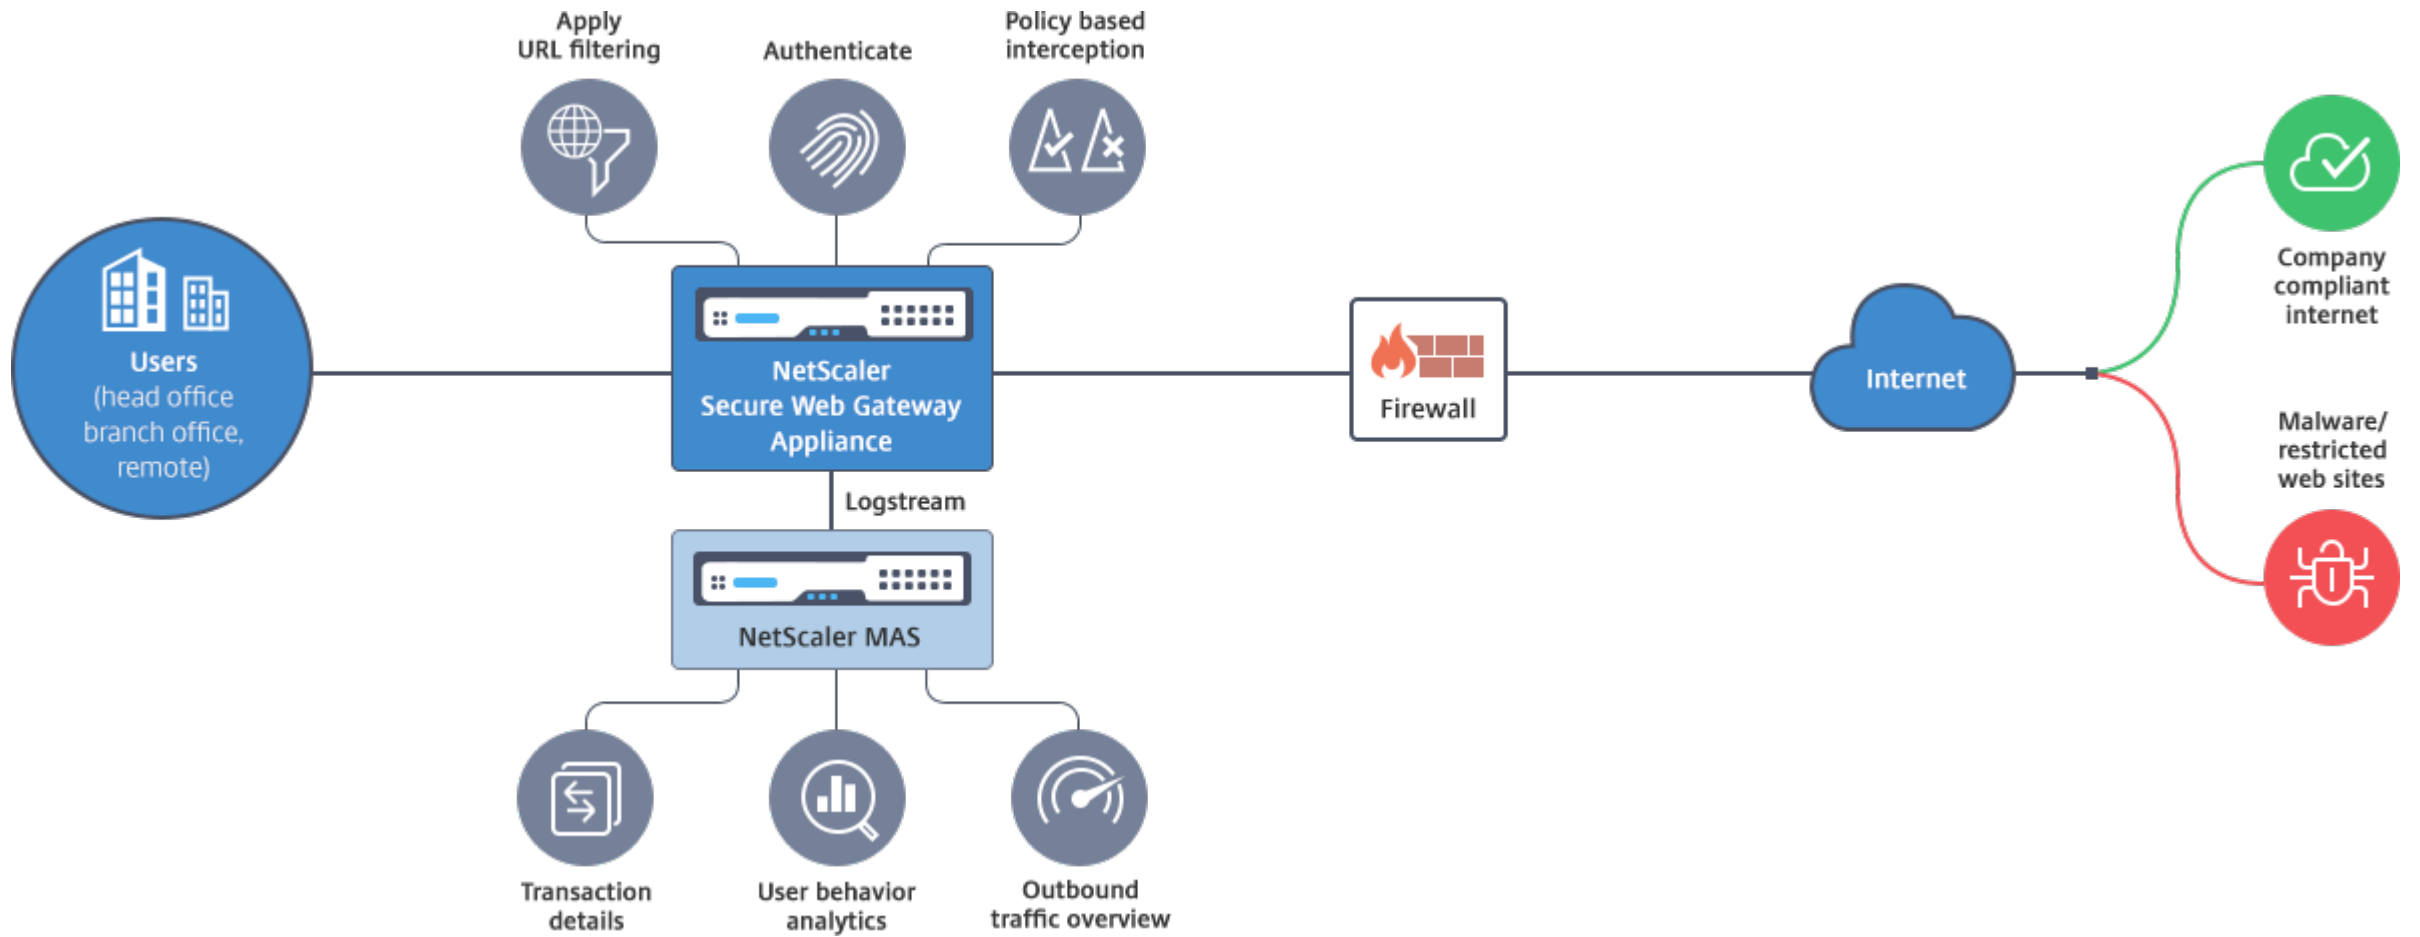 Apply
URL filtering
Authenticate
Policy based
interception
Users
(head office
branch office,
remote)
NetScaler
Secure Web Gateway
Appliance
Logstream
NetScaler MAS
Transaction
details
User behavior
analytics
Outbound
traffic overview
Firewall
Internet
Company
compliant
internet
Malware/
restricted
web sites